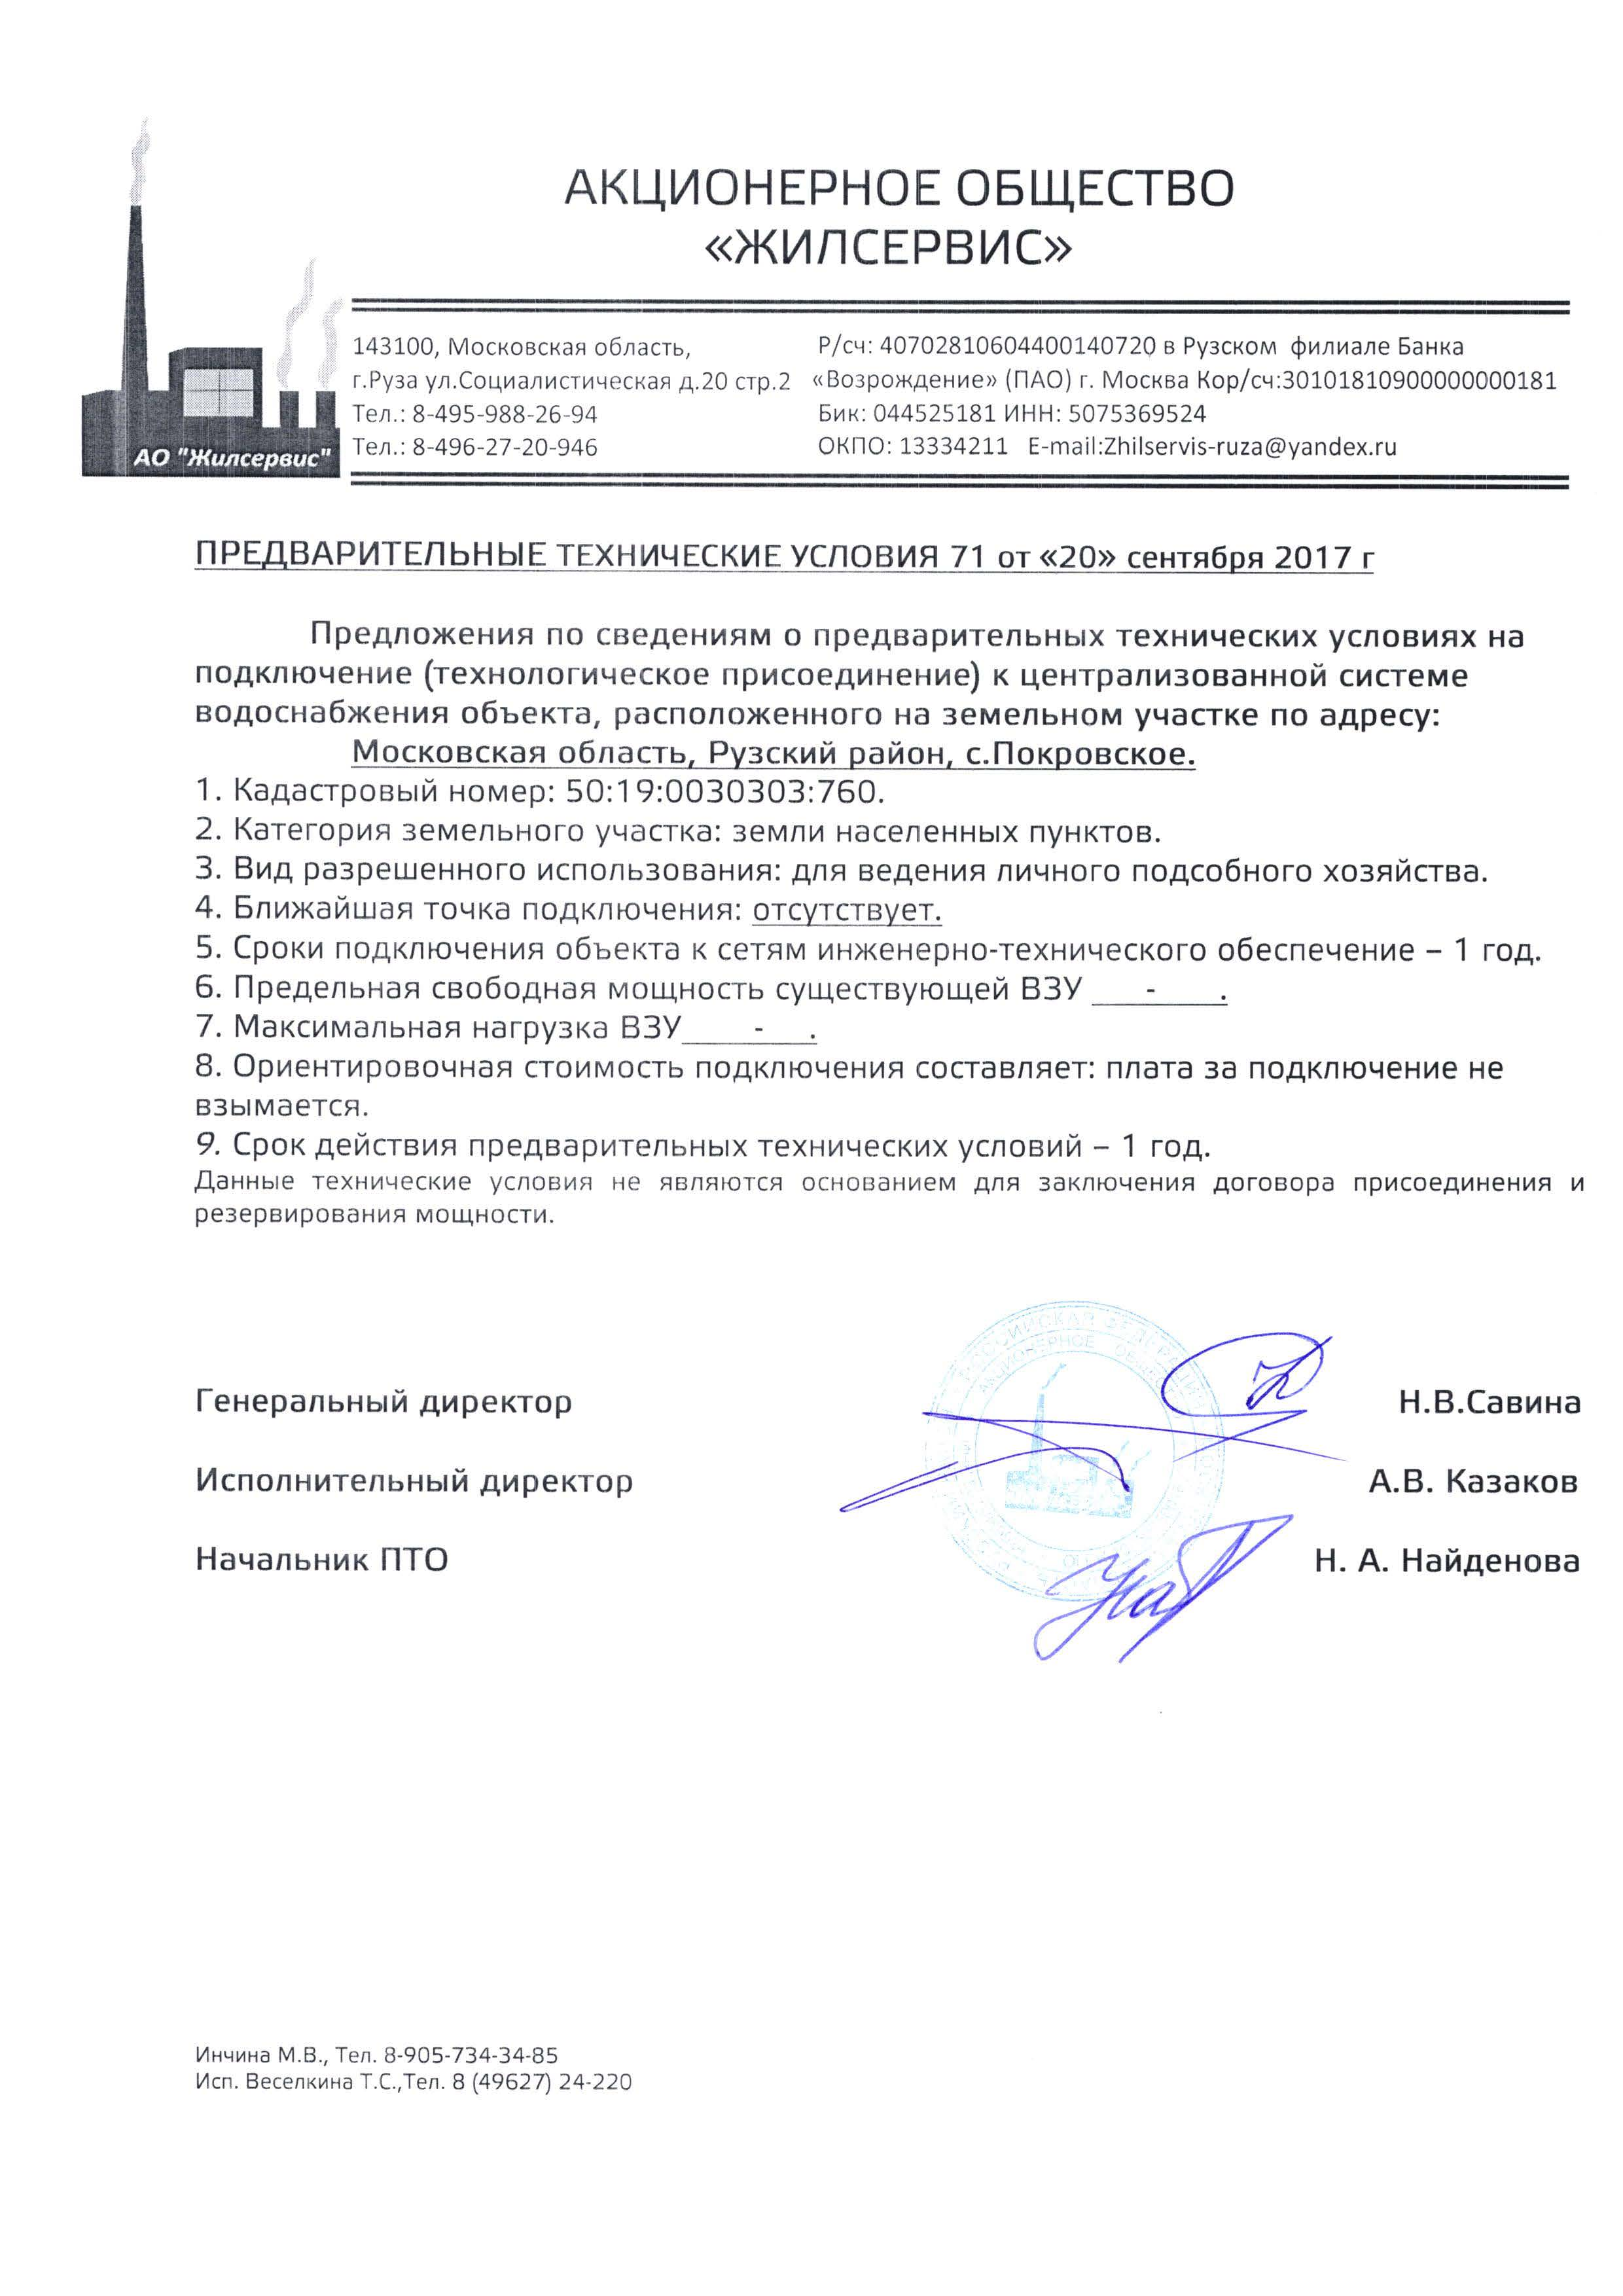 АКЦИОНЕРНОЕ ОБЩЕСТВО
«ЖИЛСЕРВИС»
АО "Жилсервис"
143100, Московская область,
г.Руза ул.Социалистическая д.20 стр.2
Тел.: 8-495-988-26-94
Тел.: 8-496-27-20-946
Р/сч: 40702810604400140720 в Рузском филиале Банка
«Возрождение» (ПАО) г. Москва Кор/сч:30101810900000000181
Бик: 044525181 ИНН: 5075369524
ОКПО: 13334211 E-mail:Zhilservis-ruza@yandex.ru
ПРЕДВАРИТЕЛЬНЫЕ ТЕХНИЧЕСКИЕ УСЛОВИЯ 71 от «20» сентября 2017 г
Предложения по сведениям о предварительных технических условиях на
подключение (технологическое присоединение) к централизованной системе
водоснабжения объекта, расположенного на земельном участке по адресу:
Московская область, Рузский район, с.Покровское.
1. Кадастровый номер: 50:19:0030303:760.
2. Категория земельного участка: земли населенных пунктов.
3. Вид разрешенного использования: для ведения личного подсобного хозяйства.
4. Ближайшая точка подключения: отсутствует.
5. Сроки подключения объекта к сетям инженерно-технического обеспечение – 1 год.
6. Предельная свободная мощность существующей ВЗУ ___-___.
7. Максимальная нагрузка ВЗУ___-___.
8. Ориентировочная стоимость подключения составляет: плата за подключение не
взымается.
9. Срок действия предварительных технических условий – 1 год.
Данные технические условия не являются основанием для заключения договора присоединения и
резервирования мощности.
РОССИЙСКАЯ ФЕДЕРАЦИЯ
АКЦИОНЕРНОЕ
Генеральный директор Н.В.Савина
Исполнительный директор А.В. Казаков
Начальник ПТО Н. А. Найденова
Инчина М.В., Тел. 8-905-734-34-85
Исп. Веселкина Т.С.,Тел. 8 (49627) 24-220